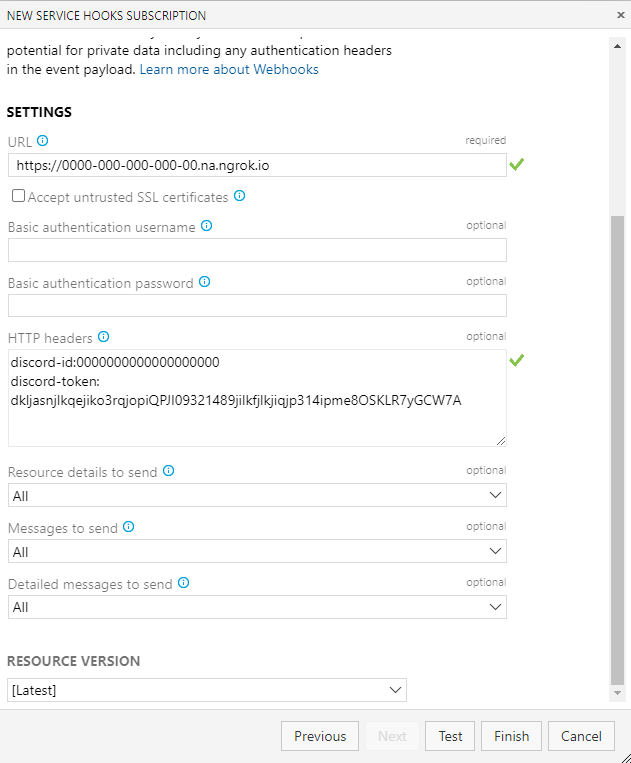 NEW SERVICE HOOKS SUBSCRIPTION
potential for private data including any authentication headers
in the event payload. Learn more about Webhooks
SETTINGS
URL required
https://0000-000-000-000-00.na.ngrok.io
Accept untrusted SSL certificates
Basic authentication username optional
Basic authentication password optional
HTTP headers optional
discord-id:0000000000000000000
discord-token:
dkljasnjlkqejiko3rqjopiQPJI09321489jilkfjlkjiqjp314ipme8OSKLR7yGCW7A
Resource details to send optional
All
Messages to send optional
All
Detailed messages to send optional
All
RESOURCE VERSION
[Latest]
Previous Next Test Finish Cancel